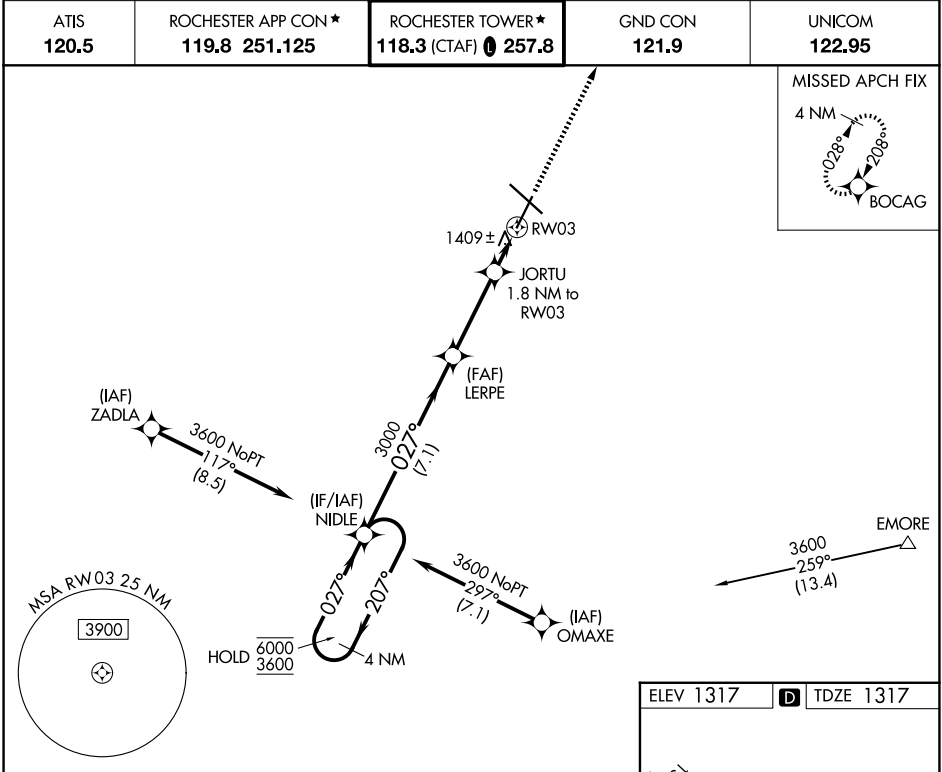 ATIS
120.5
ROCHESTER APP CON★
119.8 251.125
ROCHESTER TOWER★
118.3 (CTAF) L 257.8
GND CON
121.9
UNICOM
122.95
MISSED APCH FIX
4 NM
028°
208°
BOCAG
RW03
1409±
JORTU
1.8 NM to
RW03
(FAF)
LERPE
(IAF)
ZADLA
3600 NoPT
117°
(8.5)
3000
027°
(7.1)
(IF/IAF)
NIDLE
EMORE
3600
259°
(13.4)
3600 NoPT
297°
(7.1)
(IAF)
OMAXE
027°
207°
HOLD 6000
3600
4 NM
MSA RW03 25 NM
3900
ELEV 1317 D TDZE 1317